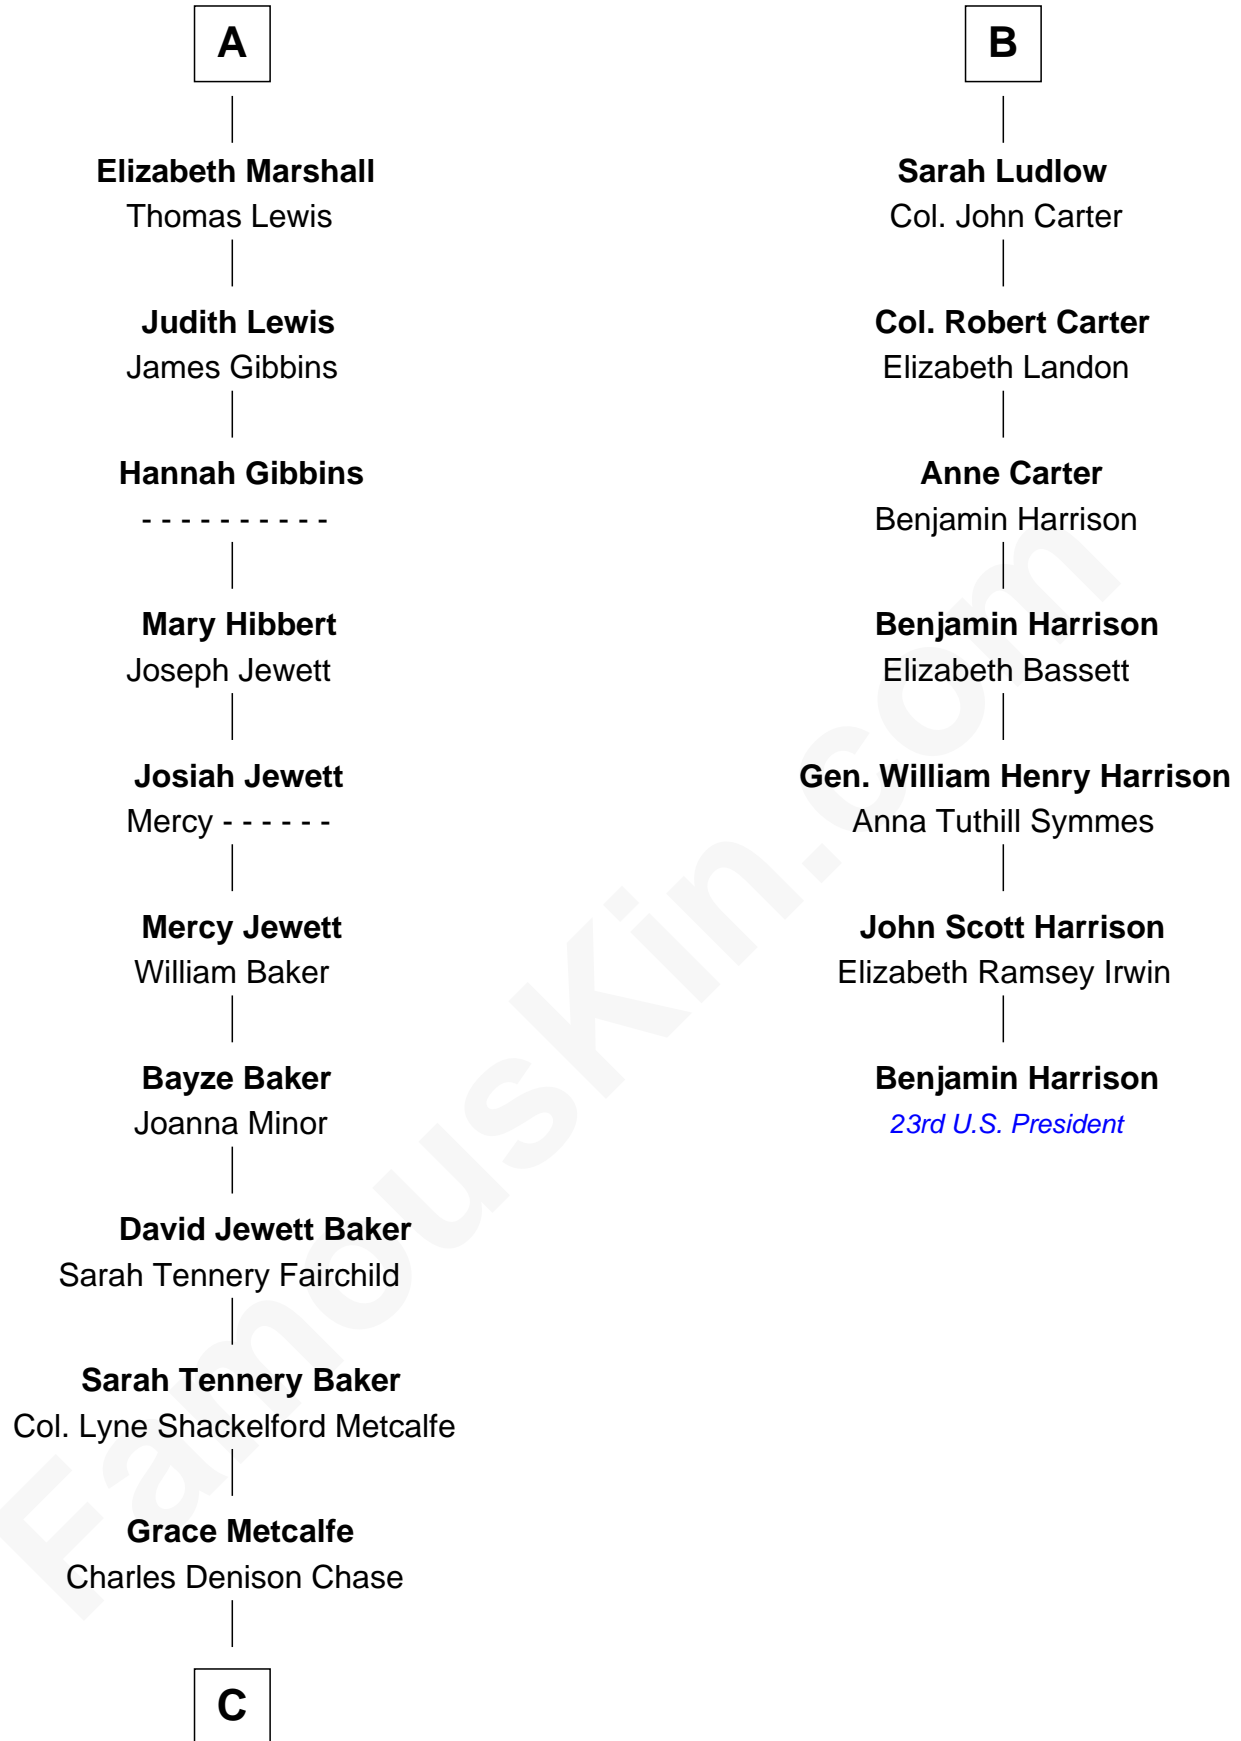 A
Elizabeth Marshall
Thomas Lewis
Judith Lewis
James Gibbins
Hannah Gibbins
- - - - - - - - - -
Mary Hibbert
Joseph Jewett
Josiah Jewett
Mercy - - - - - -
Mercy Jewett
William Baker
Bayze Baker
Joanna Minor
David Jewett Baker
Sarah Tennery Fairchild
Sarah Tennery Baker
Col. Lyne Shackelford Metcalfe
Grace Metcalfe
Charles Denison Chase
C
B
Sarah Ludlow
Col. John Carter
Col. Robert Carter
Elizabeth Landon
Anne Carter
Benjamin Harrison
Benjamin Harrison
Elizabeth Bassett
Gen. William Henry Harrison
Anna Tuthill Symmes
John Scott Harrison
Elizabeth Ramsey Irwin
Benjamin Harrison
23rd U.S. President
FamousKin.com